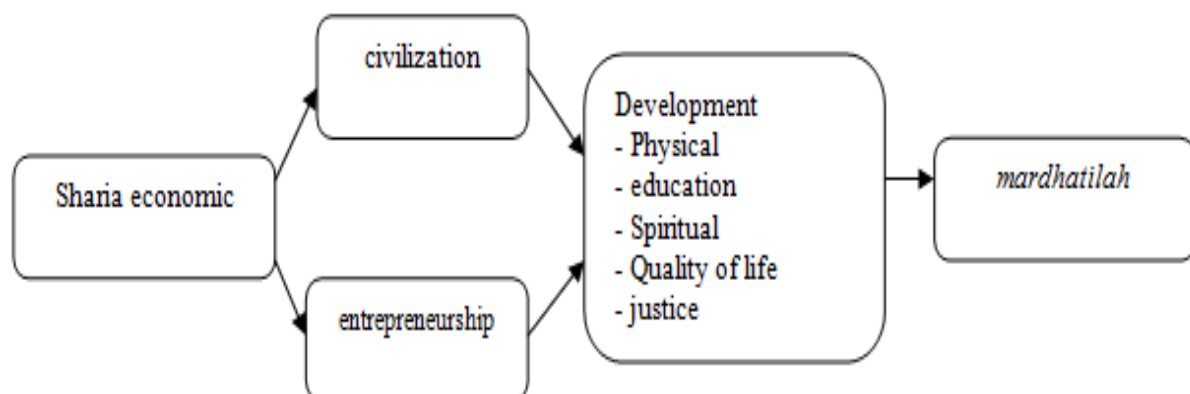 civilization
Sharia economic
entrepreneurship
Development
- Physical
- education
- Spiritual
- Quality of life
- justice
mardhatilah